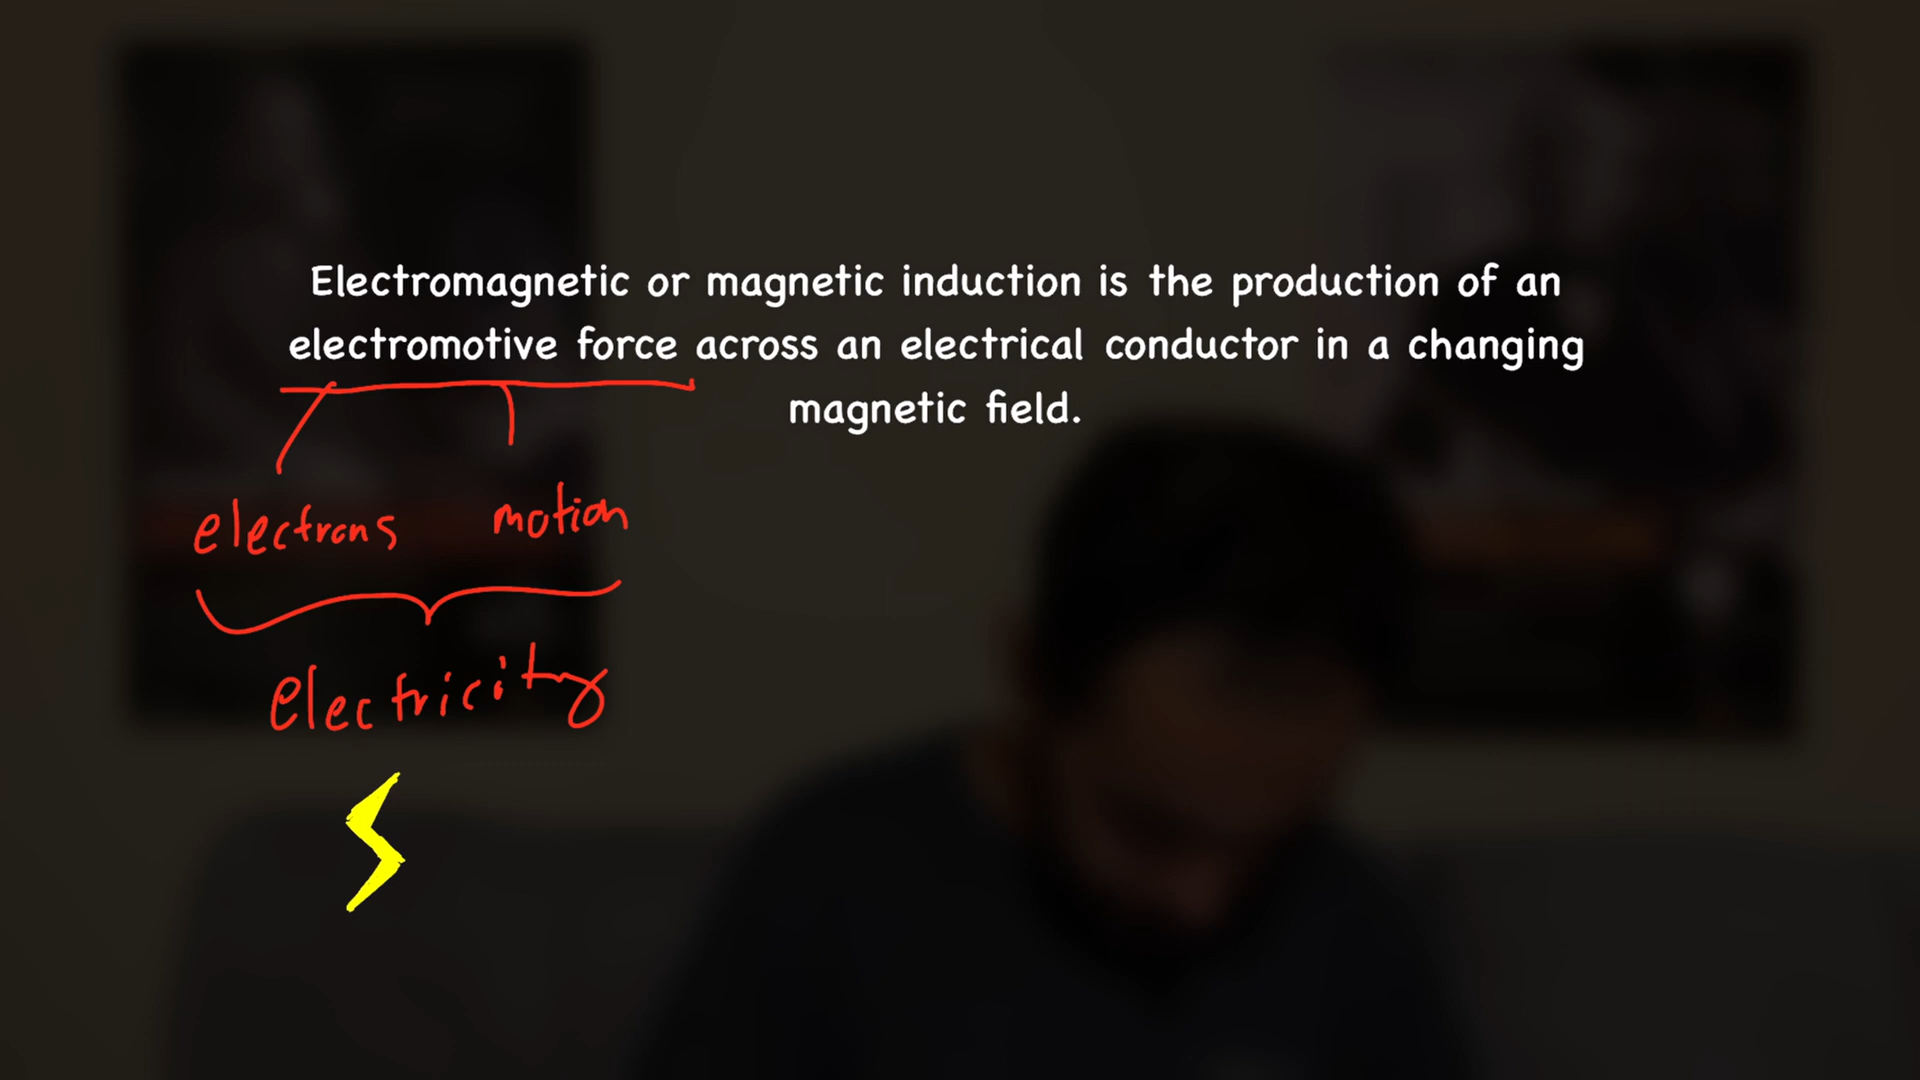 Electromagnetic or magnetic induction is the production of an
electromotive force across an electrical conductor in a changing
magnetic field.
electrons motion
electricity